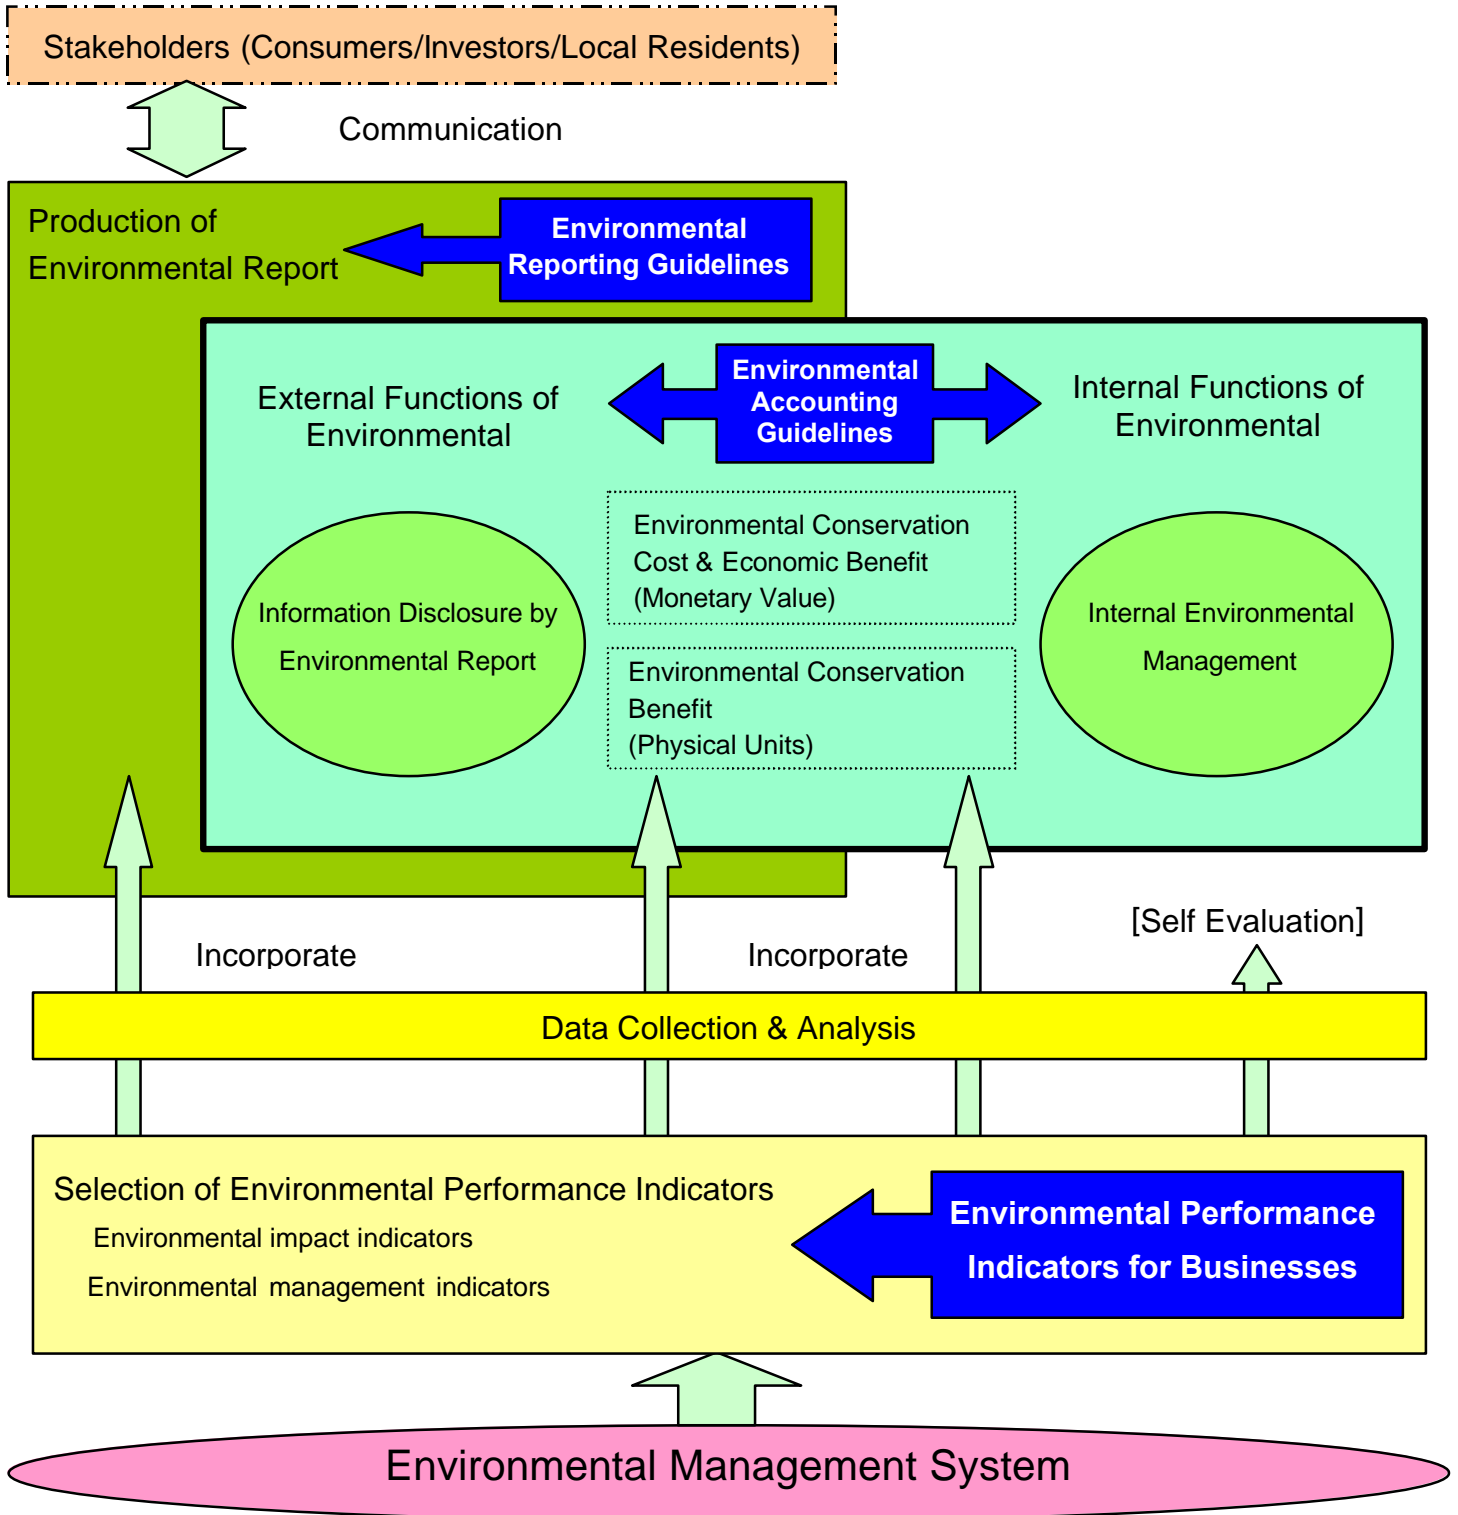 Stakeholders (Consumers/Investors/Local Residents)
Communication
Production of
Environmental Report
Environmental
Reporting Guidelines
External Functions of
Environmental
Environmental
Accounting
Guidelines
Internal Functions of
Environmental
Information Disclosure by
Environmental Report
Environmental Conservation
Cost & Economic Benefit
(Monetary Value)
Environmental Conservation
Benefit
(Physical Units)
Internal Environmental
Management
Incorporate
Incorporate
[Self Evaluation]
Data Collection & Analysis
Selection of Environmental Performance Indicators
Environmental impact indicators
Environmental management indicators
Environmental Performance
Indicators for Businesses
Environmental Management System